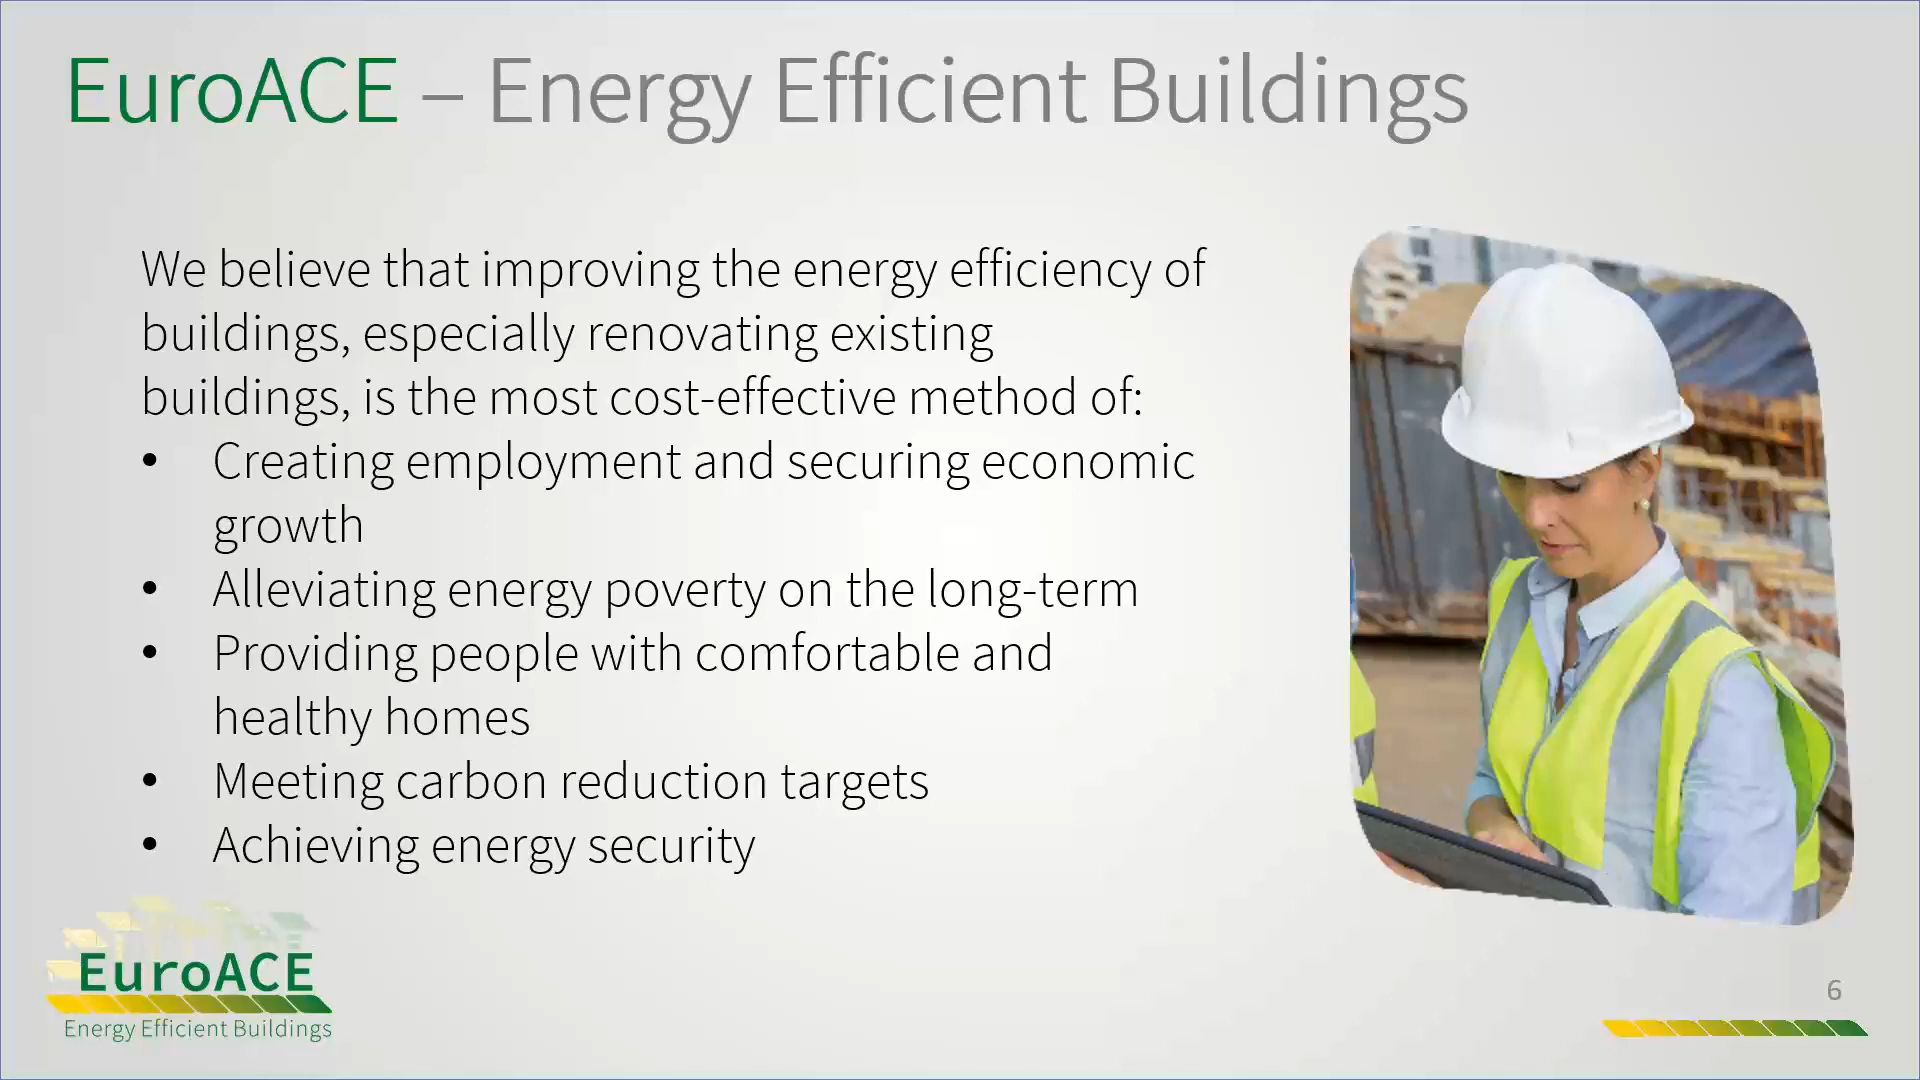 EuroACE – Energy Efficient Buildings
We believe that improving the energy efficiency of
buildings, especially renovating existing
buildings, is the most cost-effective method of:
• Creating employment and securing economic
growth
• Alleviating energy poverty on the long-term
• Providing people with comfortable and
healthy homes
• Meeting carbon reduction targets
• Achieving energy security
EuroACE
Energy Efficient Buildings
6